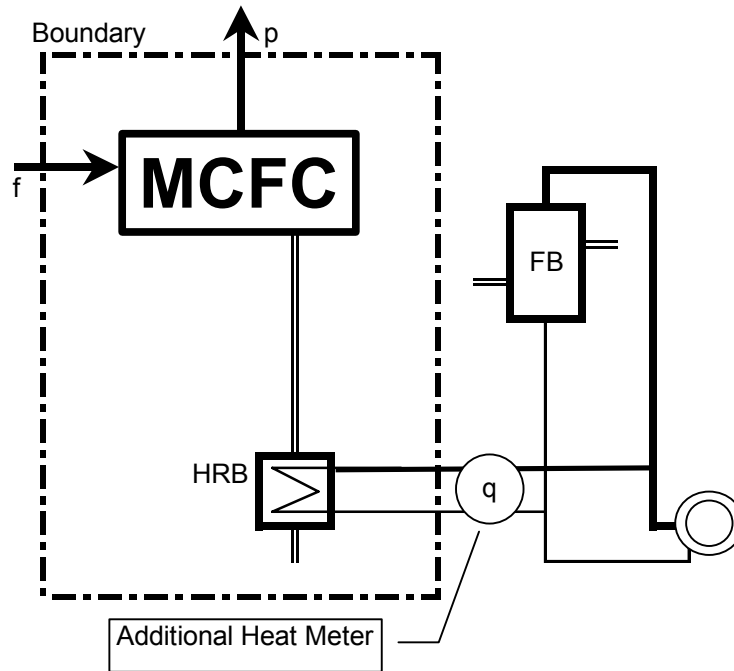 Boundary
p
f
MCFC
FB
HRB
q
Additional Heat Meter